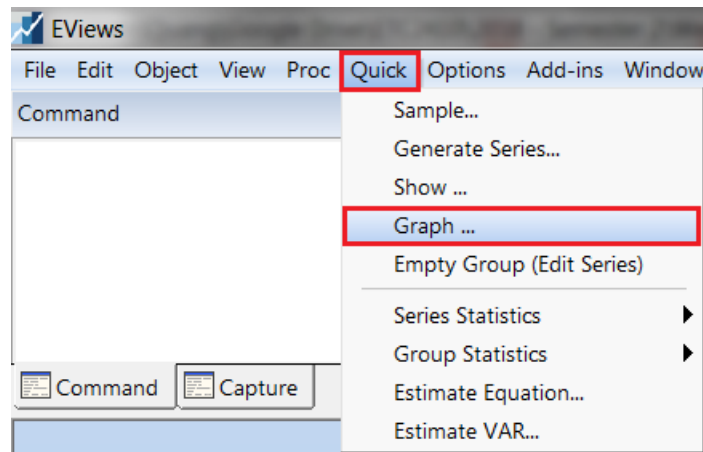 EViews
File Edit Object View Proc Quick Options Add-ins Window
Command
Sample...
Generate Series...
Show ...
Graph ...
Empty Group (Edit Series)
Series Statistics
Group Statistics
Command Capture
Estimate Equation...
Estimate VAR...